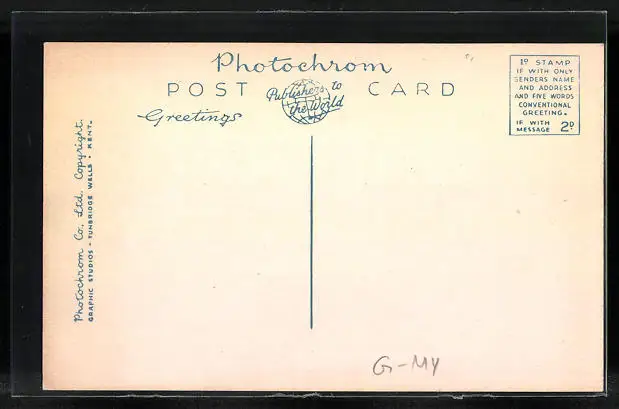 Photochrom
POST CARD
Publishers to
the World
Greetings
1D STAMP
IF WITH ONLY
SENDERS NAME
AND ADDRESS
AND FIVE WORDS
CONVENTIONAL
GREETING.
IF WITH
MESSAGE 2D
Photochrom Co. Ltd. Copyright.
GRAPHIC STUDIOS • TUNBRIDGE WELLS • KENT.
G-MY